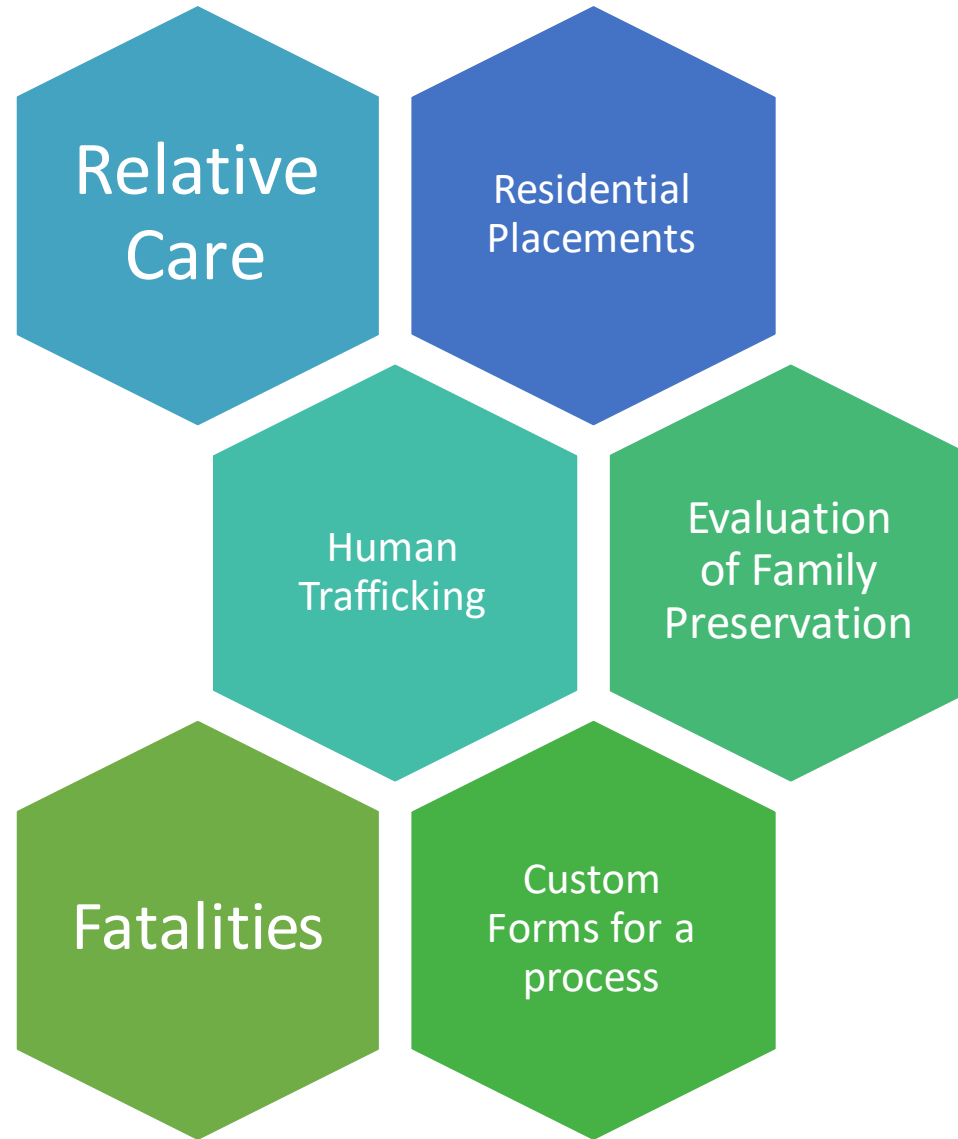 Relative
Care
Residential
Placements
Human
Trafficking
Evaluation
of Family
Preservation
Fatalities
Custom
Forms for a
process